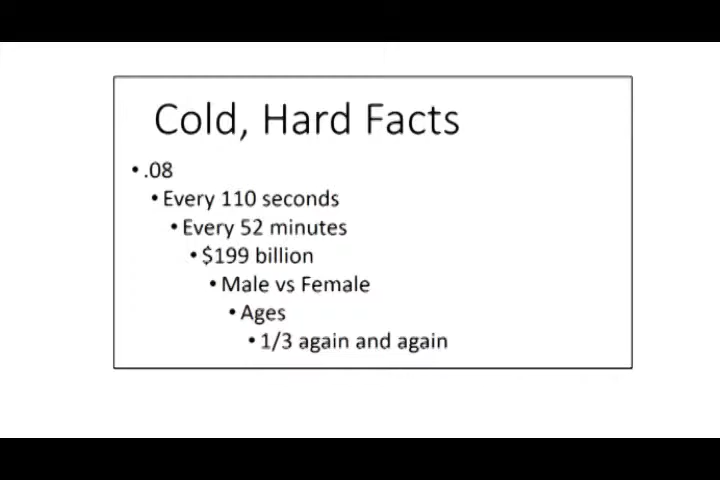 Cold, Hard Facts
• .08
• Every 110 seconds
• Every 52 minutes
• $199 billion
• Male vs Female
• Ages
• 1/3 again and again